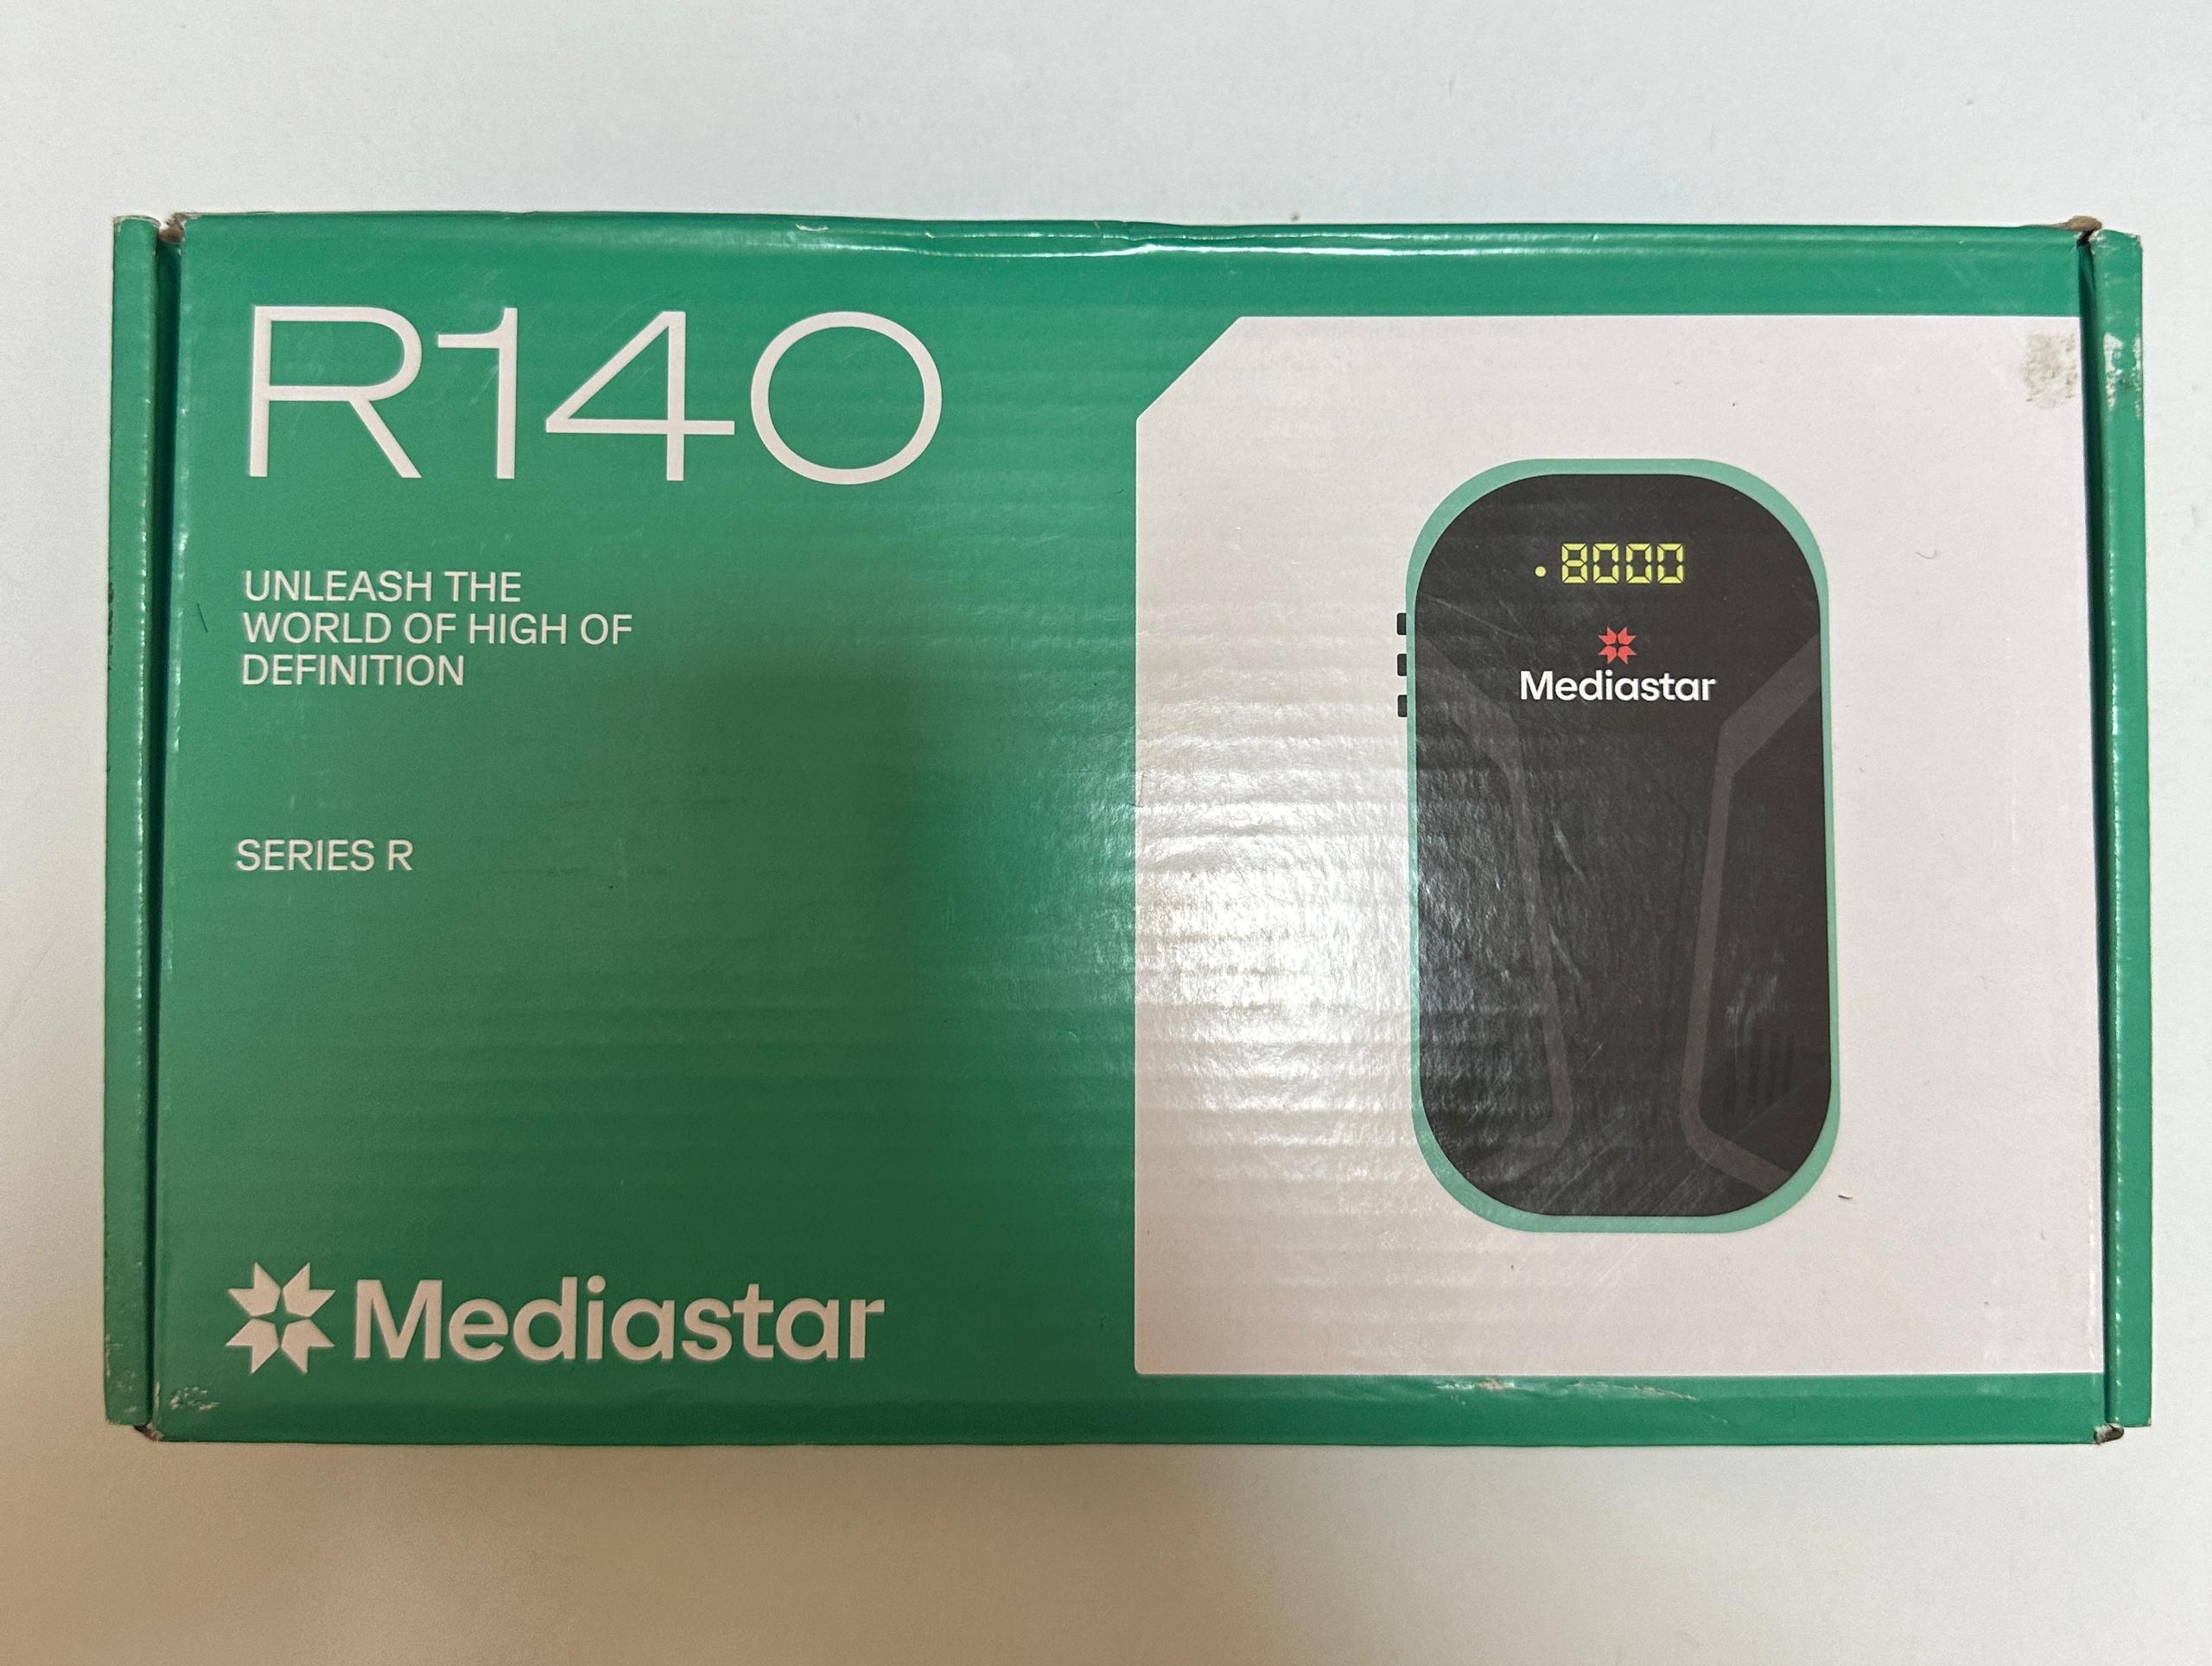 R140
UNLEASH THE
WORLD OF HIGH OF
DEFINITION
SERIES R
Mediastar
8000
Mediastar